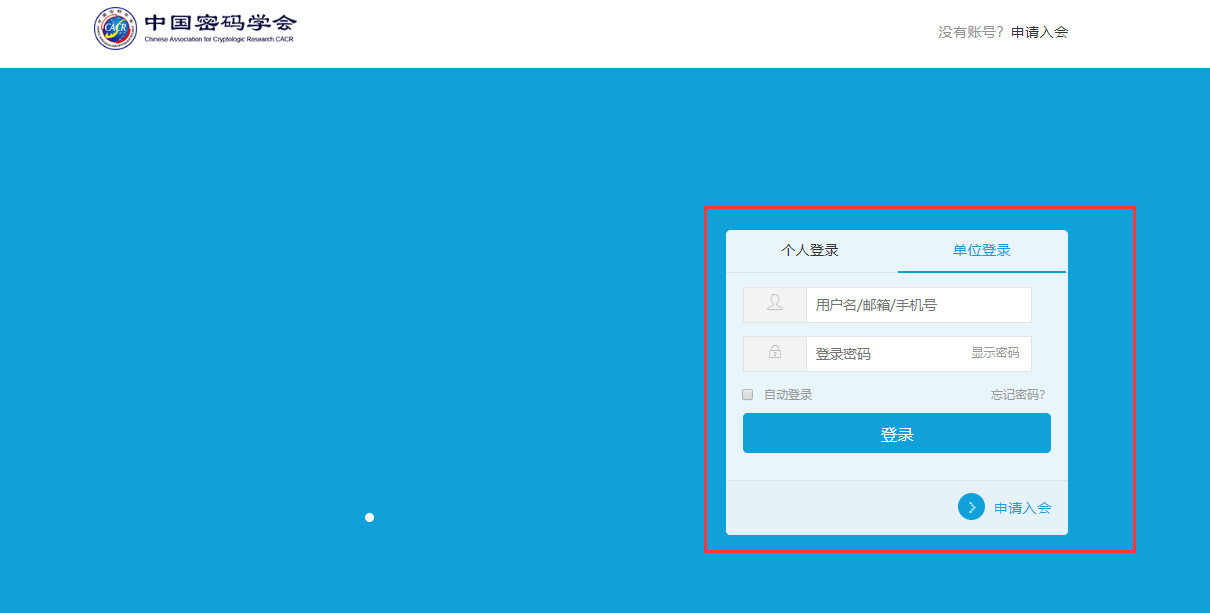 中国密码学会
Chinese Association for Cryptologic Research.CACR
CACR
没有账号？申请入会
个人登录
单位登录
用户名/邮箱/手机号
登录密码
显示密码
自动登录
忘记密码?
登录
申请入会